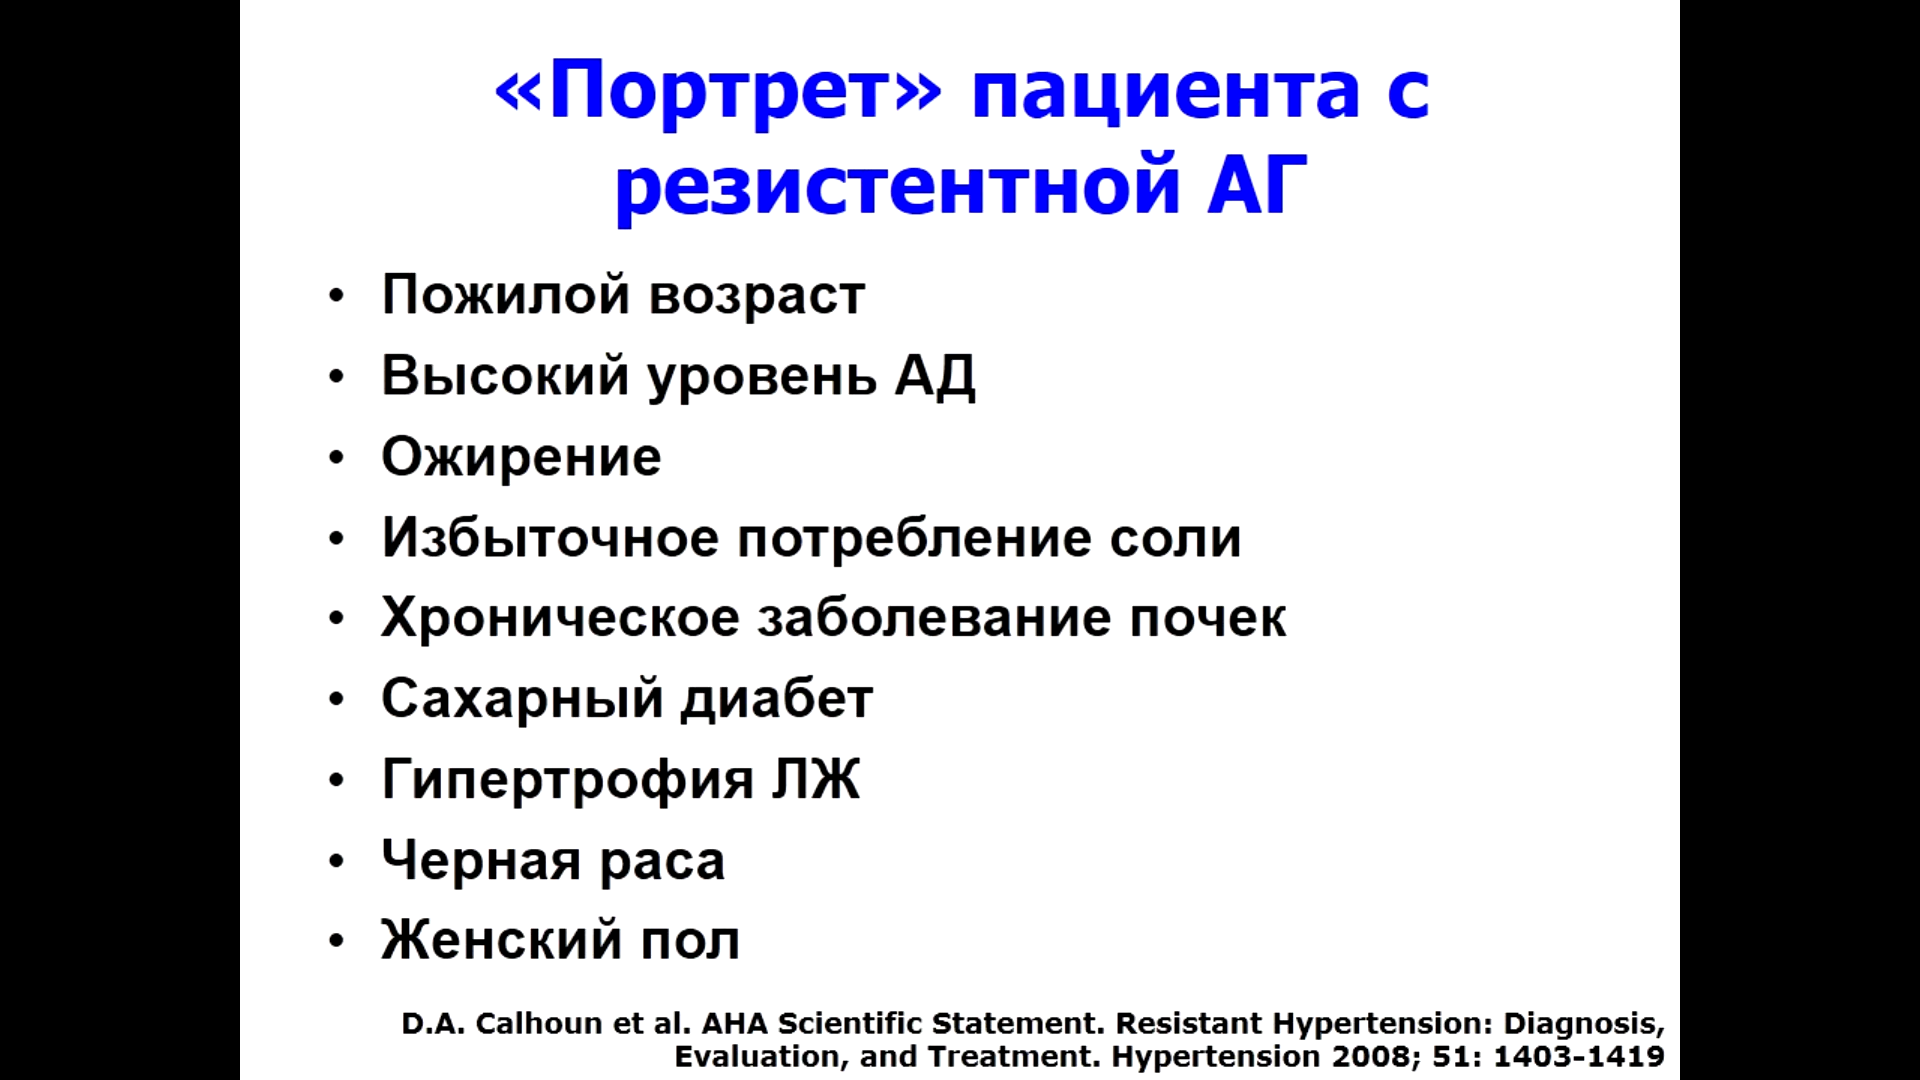 «Портрет» пациента с
резистентной АГ
• Пожилой возраст
• Высокий уровень АД
• Ожирение
• Избыточное потребление соли
• Хроническое заболевание почек
• Сахарный диабет
• Гипертрофия ЛЖ
• Черная раса
• Женский пол
D.A. Calhoun et al. AHA Scientific Statement. Resistant Hypertension: Diagnosis,
Evaluation, and Treatment. Hypertension 2008; 51: 1403-1419